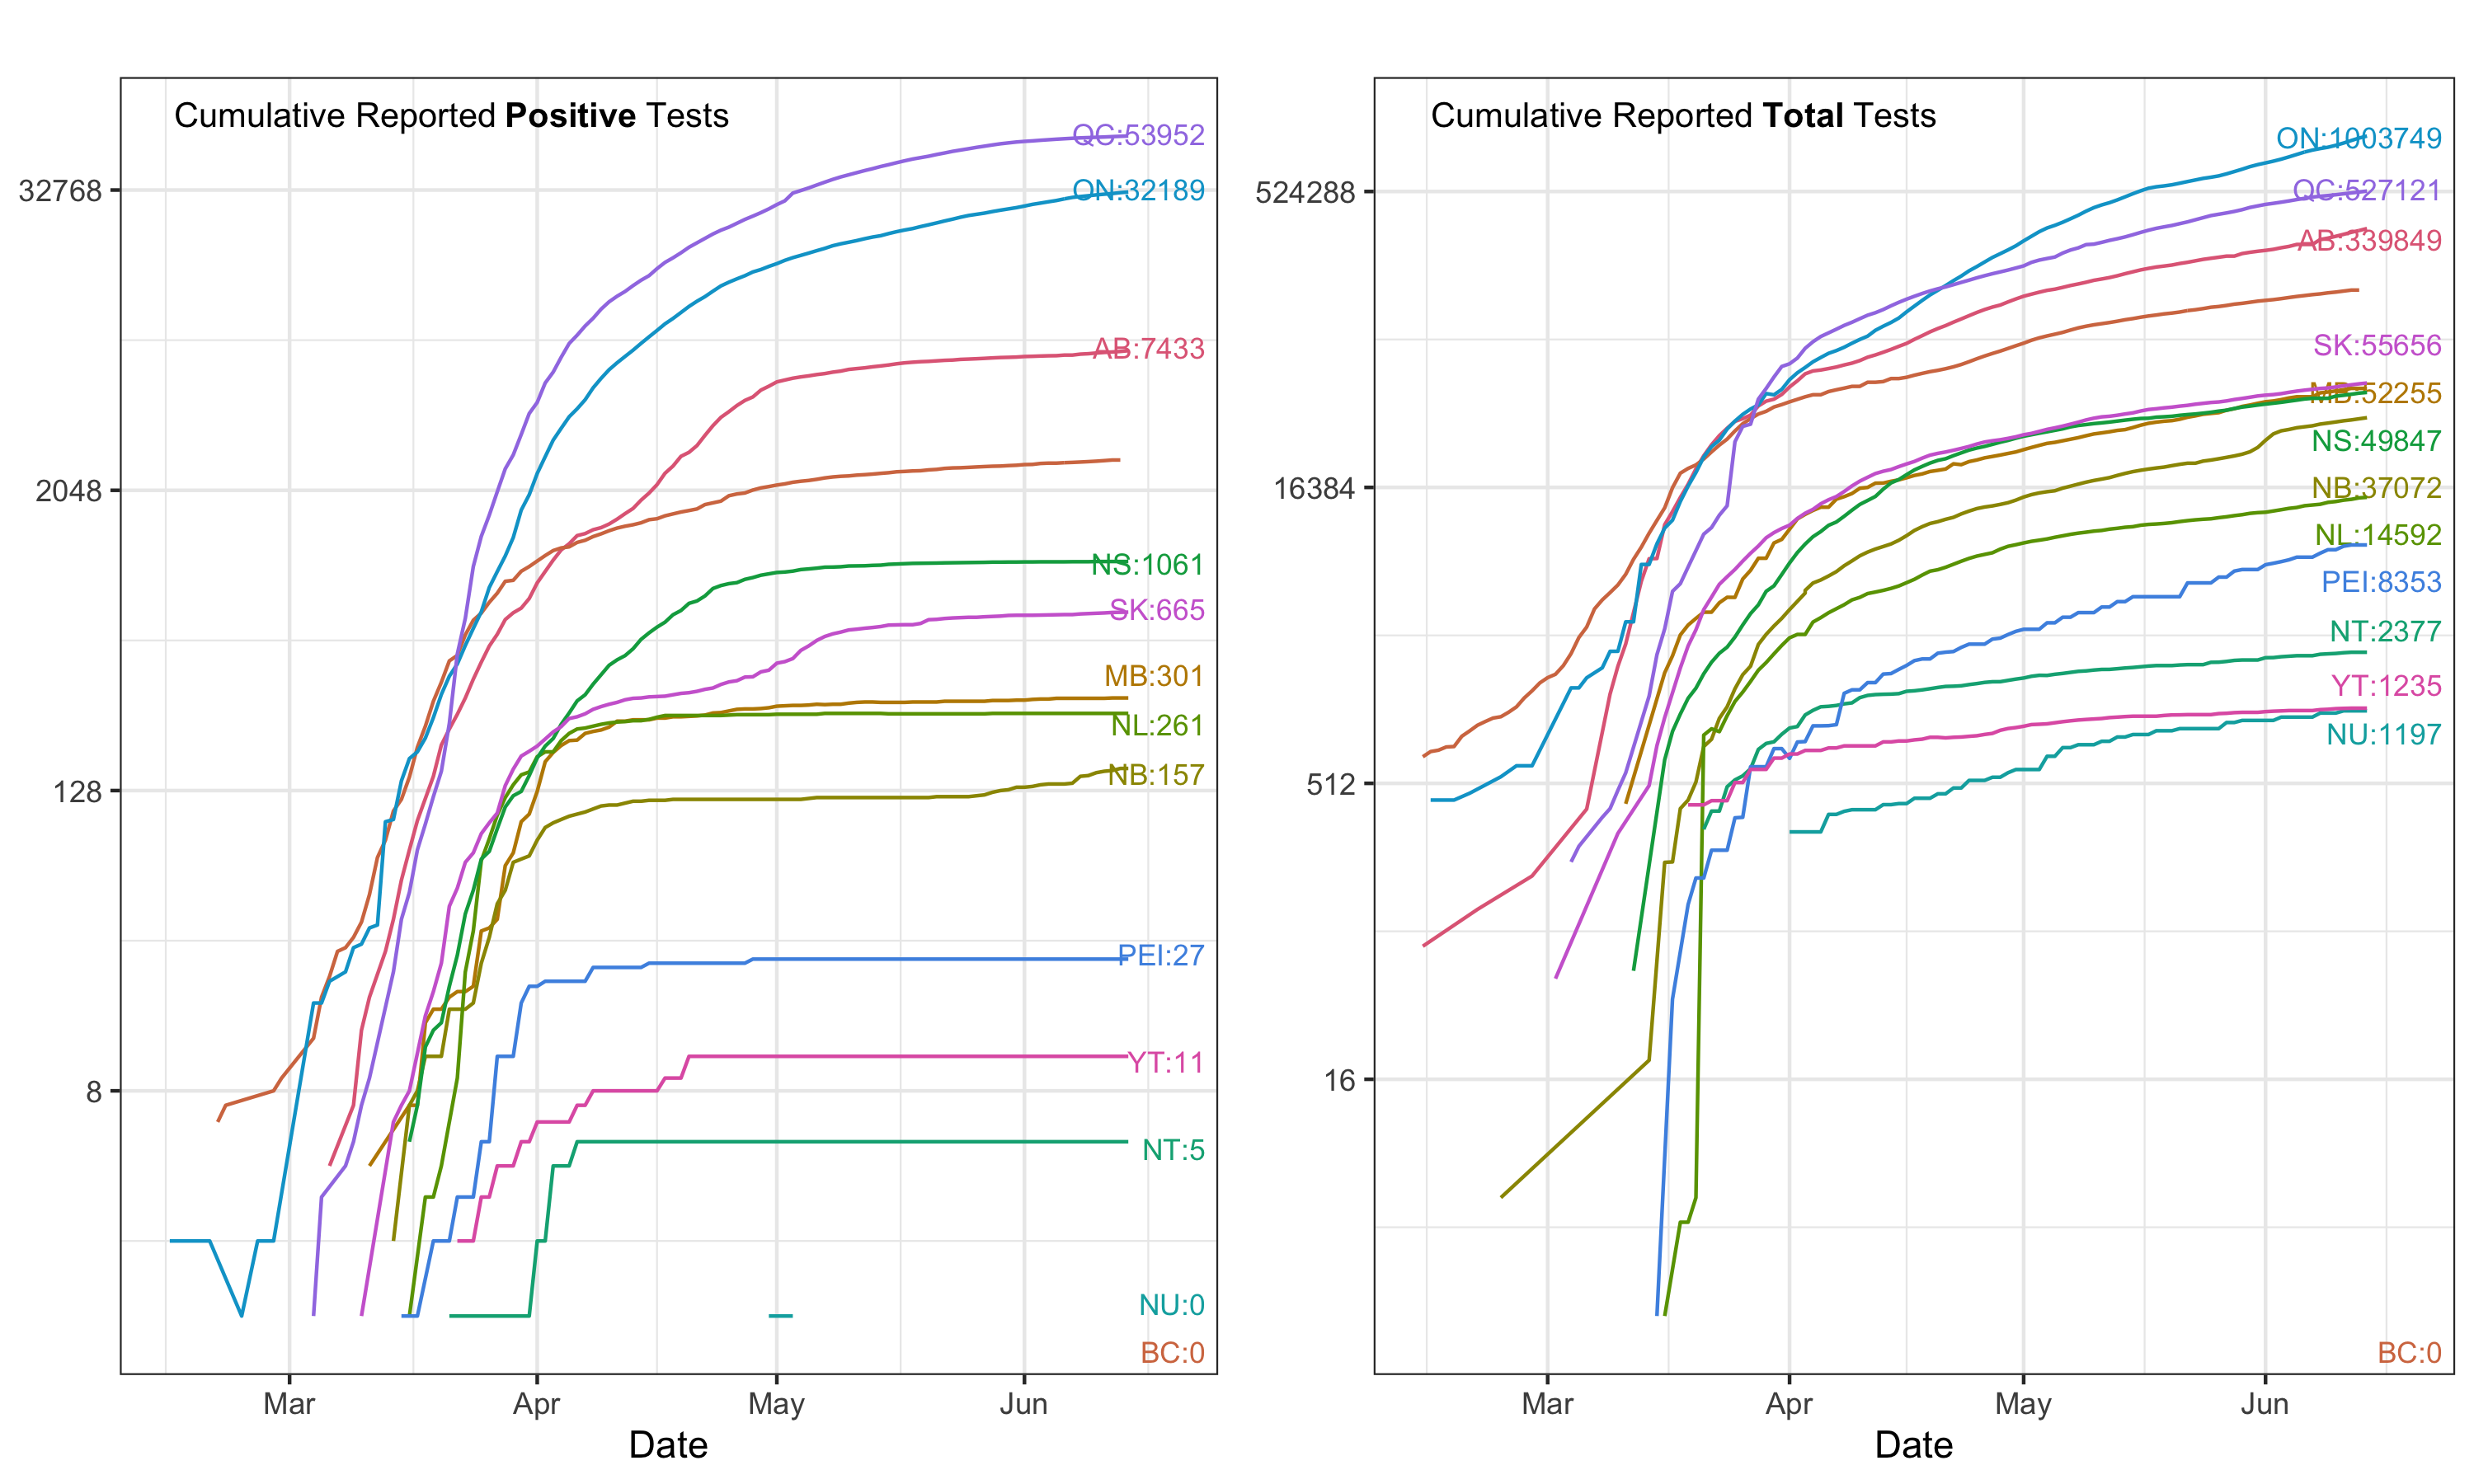 Cumulative Reported Positive Tests
QC:53952
32768
ON:32189
AB:7433
2048
NS:1061
SK:665
MB:301
NL:261
NB:157
128
PEI:27
YT:11
8
NT:5
NU:0
BC:0
Mar Apr May Jun
Date
Cumulative Reported Total Tests
ON:1003749
524288
QC:527121
AB:339849
SK:55656
MB:52255
NS:49847
16384
NB:37072
NL:14592
PEI:8353
NT:2377
YT:1235
NU:1197
512
16
BC:0
Mar Apr May Jun
Date